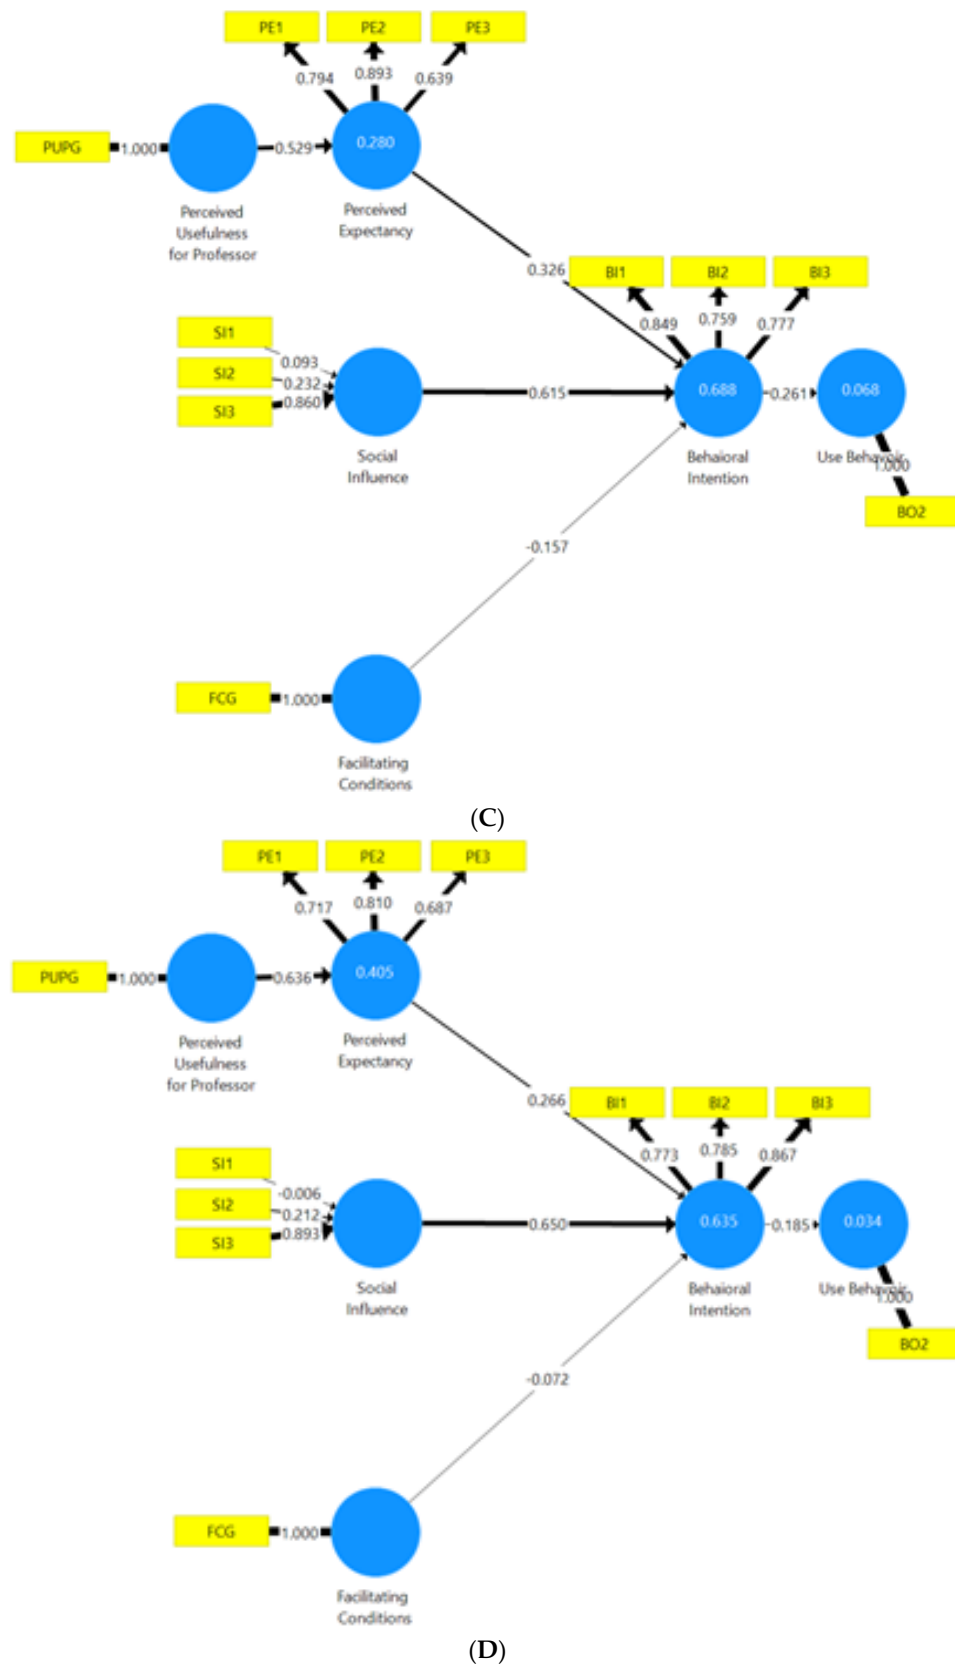 PE1 PE2 PE3
0.794 0.893 0.639
PUPG 1.000 0.529 0.280
Perceived
Usefulness
for Professor
Perceived
Expectancy
0.326
BI1 BI2 BI3
0.849 0.759 0.777
SI1
0.093
SI2
0.232
SI3
0.860
0.615
0.688
0.261
0.068
Social
Influence
Behaioral
Intention
Use Behavoir
1.000
BO2
-0.157
FCG 1.000
Facilitating
Conditions
(C)
PE1 PE2 PE3
0.717 0.810 0.687
PUPG 1.000 0.636 0.405
Perceived
Usefulness
for Professor
Perceived
Expectancy
0.266
BI1 BI2 BI3
0.773 0.785 0.867
SI1
-0.006
SI2
0.212
SI3
0.893
0.650
0.635
0.185
0.034
Social
Influence
Behaioral
Intention
Use Behavoir
1.000
BO2
-0.072
FCG 1.000
Facilitating
Conditions
(D)